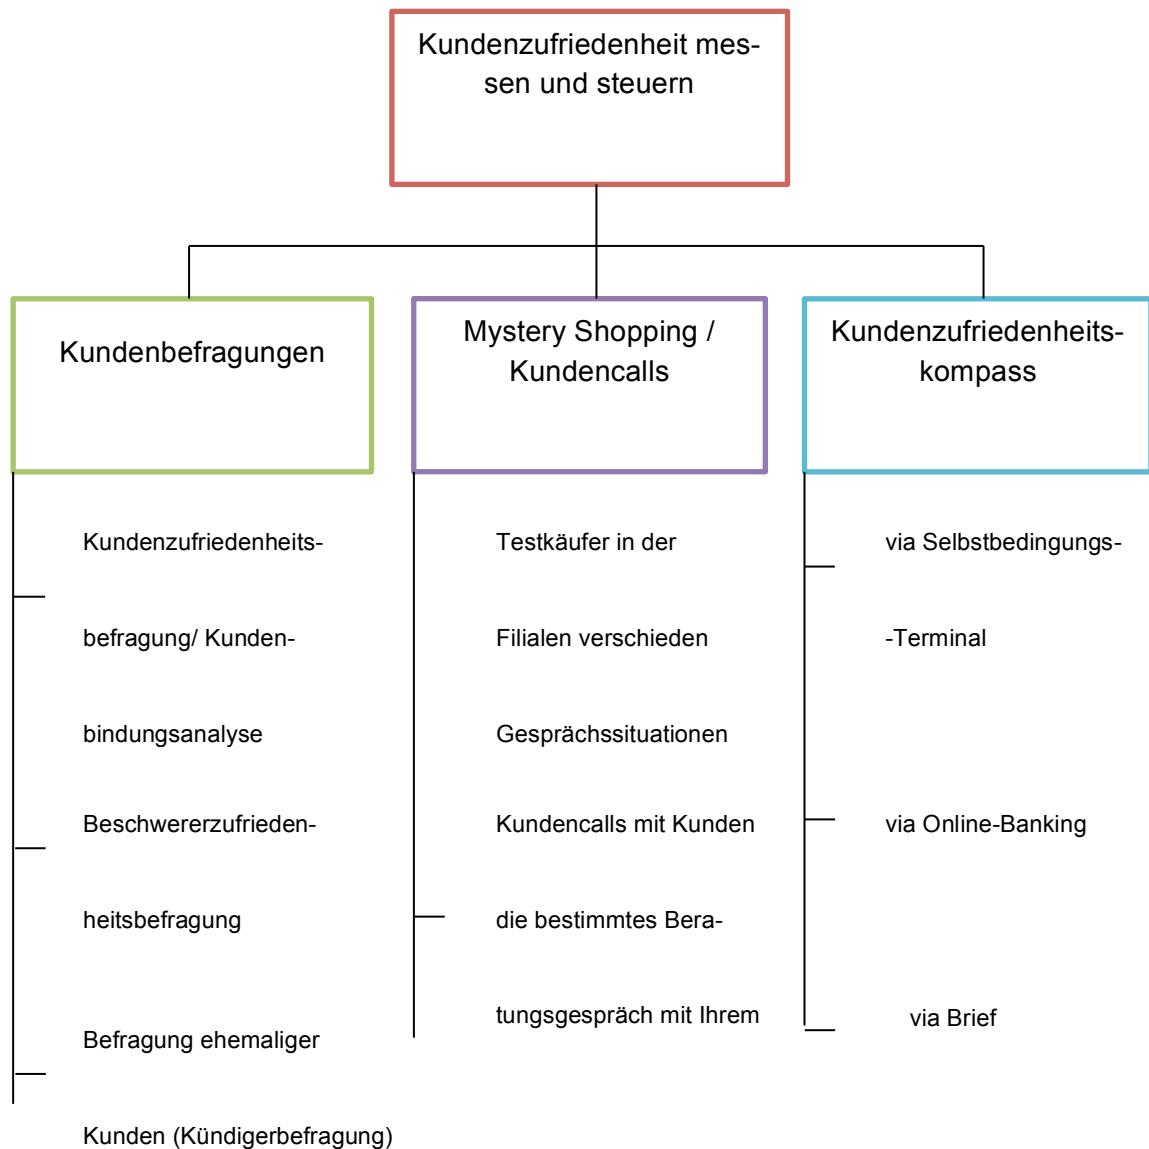 Kundenzufriedenheit mes-
sen und steuern
Kundenbefragungen
Mystery Shopping /
Kundencalls
Kundenzufriedenheits-
kompass
Kundenzufriedenheits-
befragung/ Kunden-
bindungsanalyse
Beschwererzufrieden-
heitsbefragung
Befragung ehemaliger
Kunden (Kündigerbefragung)
Testkäufer in der
Filialen verschieden
Gesprächssituationen
Kundencalls mit Kunden
die bestimmtes Bera-
tungsgespräch mit Ihrem
via Selbstbedingungs-
-Terminal
via Online-Banking
via Brief